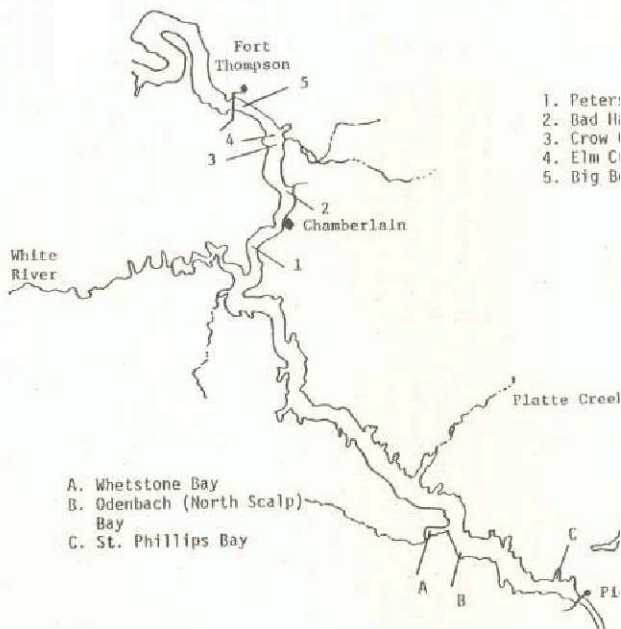 Fort
Thompson
5
4
3
2
Chamberlain
1
White
River
1. Peters
2. Bad Ha
3. Crow
4. Elm
5. Big
Platte Creek
A. Whetstone Bay
B. Odenbach (North Scalp)
Bay
C. St. Phillips Bay
C
A
B